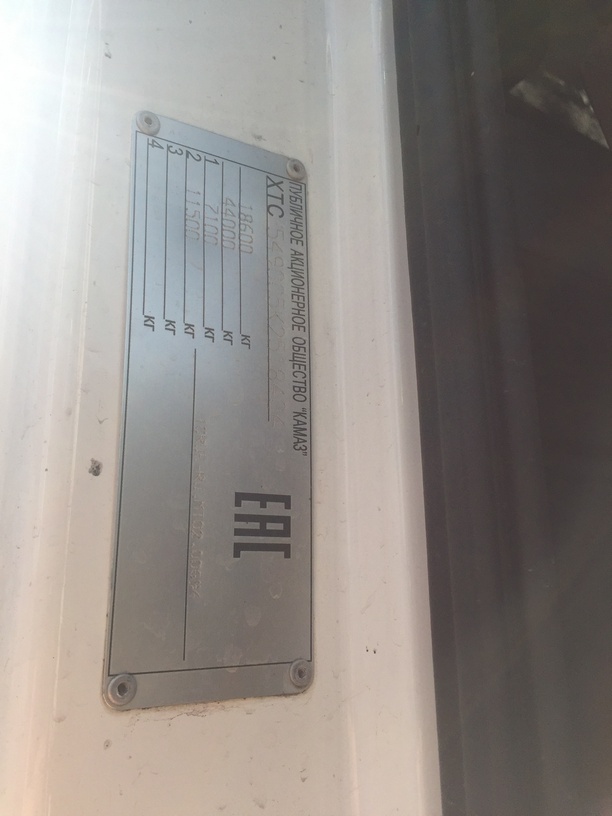 ПУБЛИЧНОЕ АКЦИОНЕРНОЕ ОБЩЕСТВО "КАМАЗ"
XTC
18600 кг
44000 кг
1 7100 кг
2 11500 кг
3 кг
4 кг
EAC